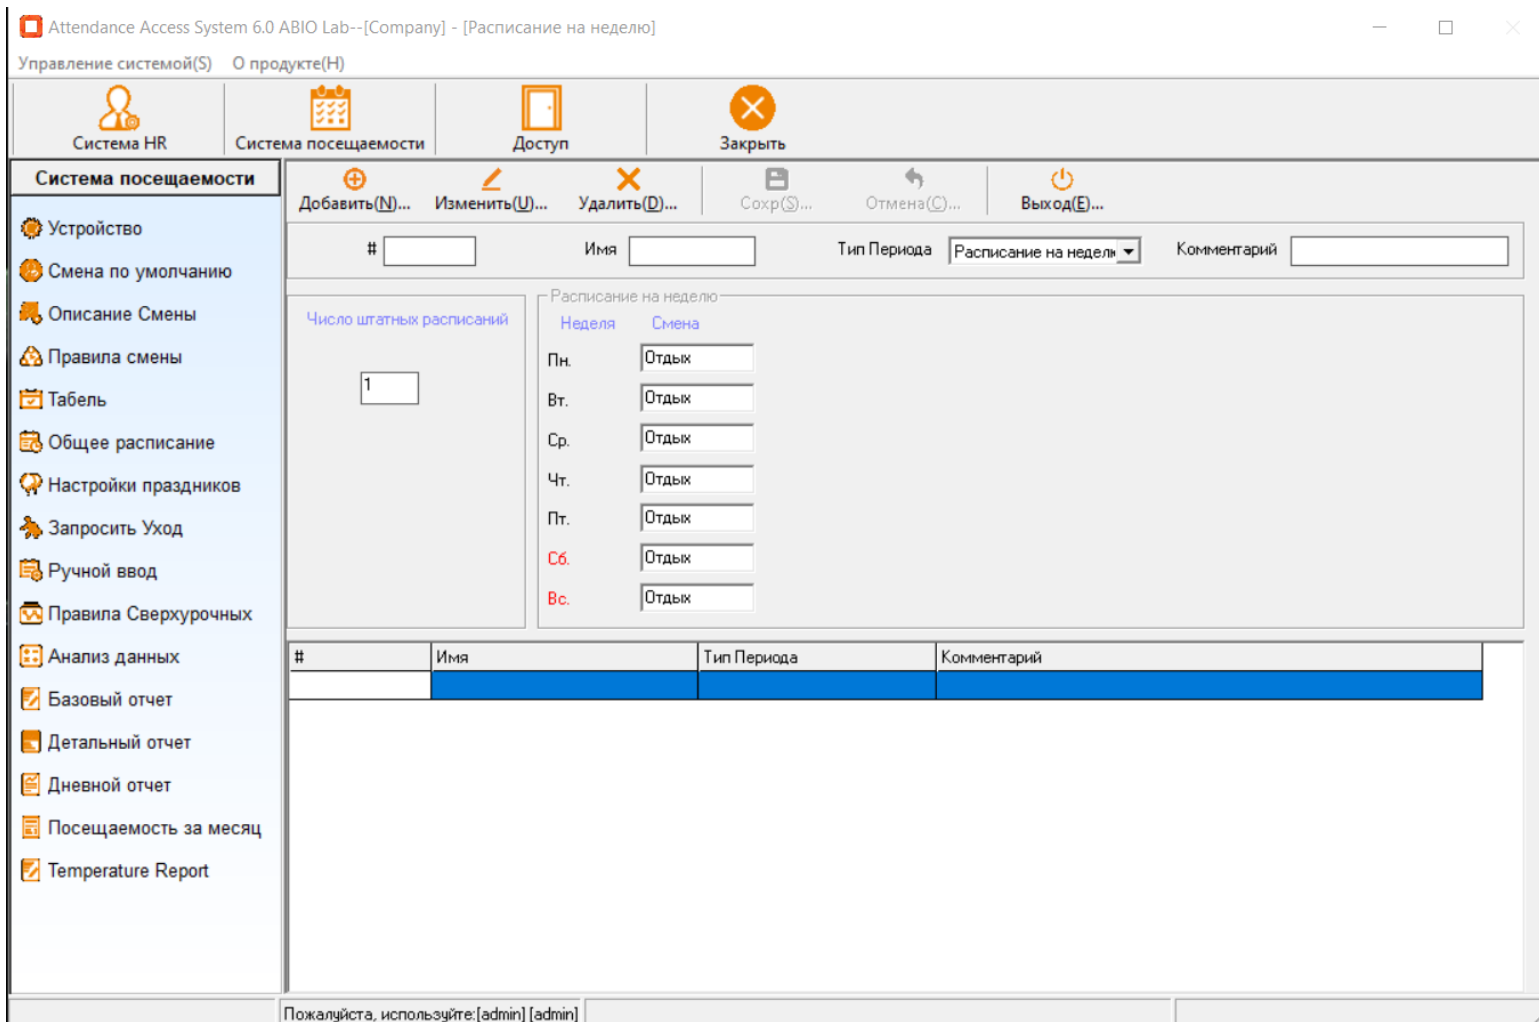 Attendance Access System 6.0 ABIO Lab--[Company] - [Расписание на неделю]
Управление системой(S) О продукте(H)
Система HR Система посещаемости Доступ Закрыть
Система посещаемости
Добавить(N)... Изменить(U)... Удалить(D)... Сохр(S)... Отмена(C)... Выход(E)...
# Имя Тип Периода Расписание на неделю Комментарий
Устройство
Смена по умолчанию
Описание Смены
Правила смены
Табель
Общее расписание
Настройки праздников
Запросить Уход
Ручной ввод
Правила Сверхурочных
Анализ данных
Базовый отчет
Детальный отчет
Дневной отчет
Посещаемость за месяц
Temperature Report
Число штатных расписаний
1
Расписание на неделю
Неделя Смена
Пн. Отдых
Вт. Отдых
Ср. Отдых
Чт. Отдых
Пт. Отдых
Сб. Отдых
Вс. Отдых
# Имя Тип Периода Комментарий
Пожалуйста, используйте:[admin] [admin]